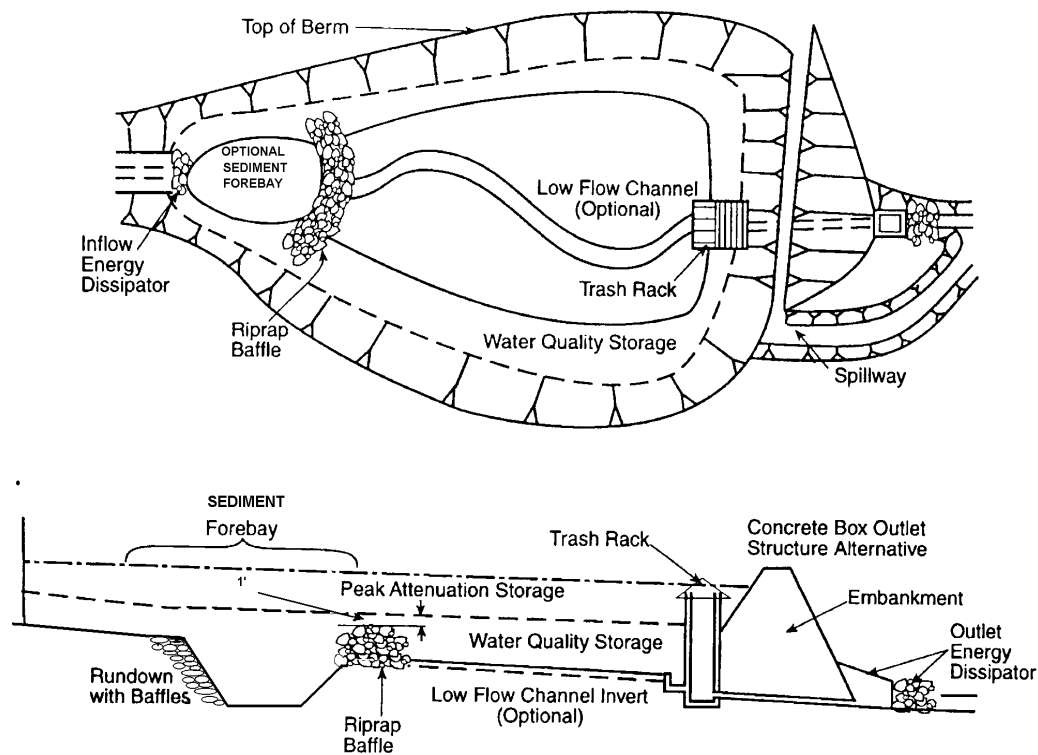 Top of Berm
OPTIONAL
SEDIMENT
FOREBAY
Low Flow Channel
(Optional)
Inflow
Energy
Dissipator
Trash Rack
Riprap
Baffle
Water Quality Storage
Spillway
SEDIMENT
Forebay
Trash Rack
Concrete Box Outlet
Structure Alternative
1'
Peak Attenuation Storage
Embankment
Water Quality Storage
Outlet
Energy
Dissipator
Rundown
with Baffles
Low Flow Channel Invert
(Optional)
Riprap
Baffle